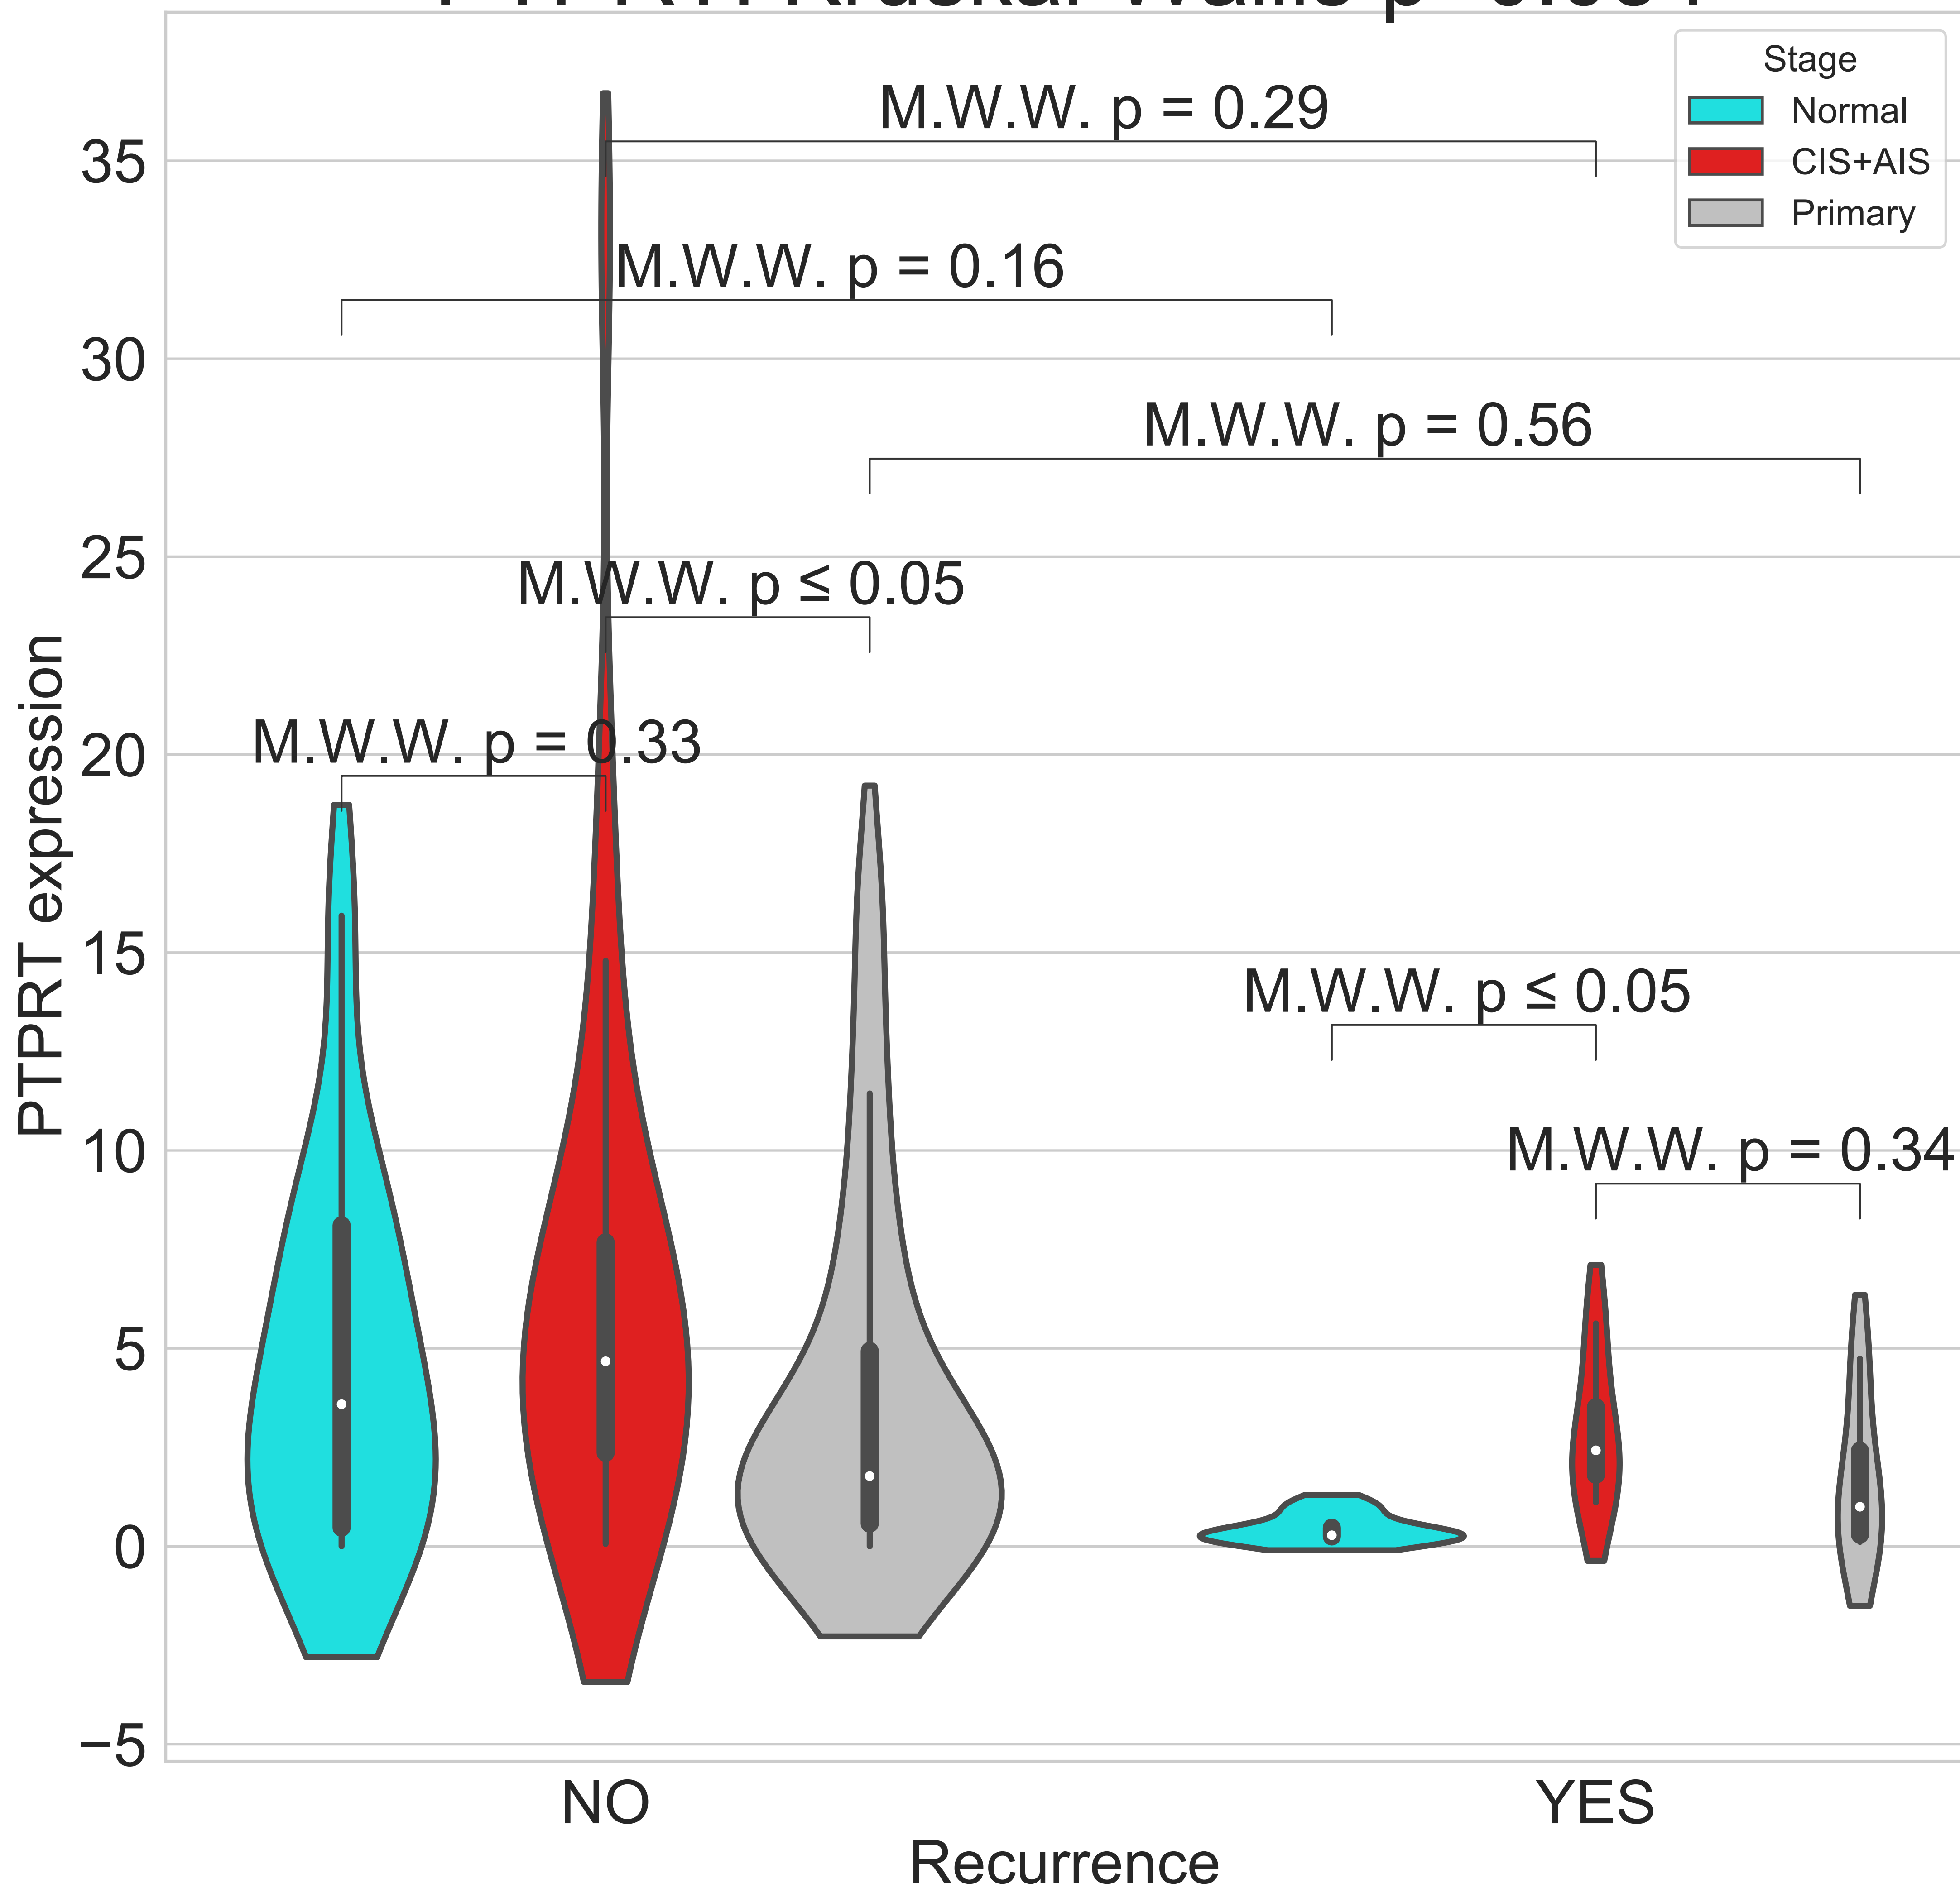 Stage
Normal
CIS+AIS
Primary
M.W.W. p = 0.29
M.W.W. p = 0.16
M.W.W. p = 0.56
M.W.W. p ≤ 0.05
M.W.W. p = 0.33
M.W.W. p ≤ 0.05
M.W.W. p = 0.34
35
30
25
20
15
10
5
0
−5
PTPRT expression
NO
YES
Recurrence